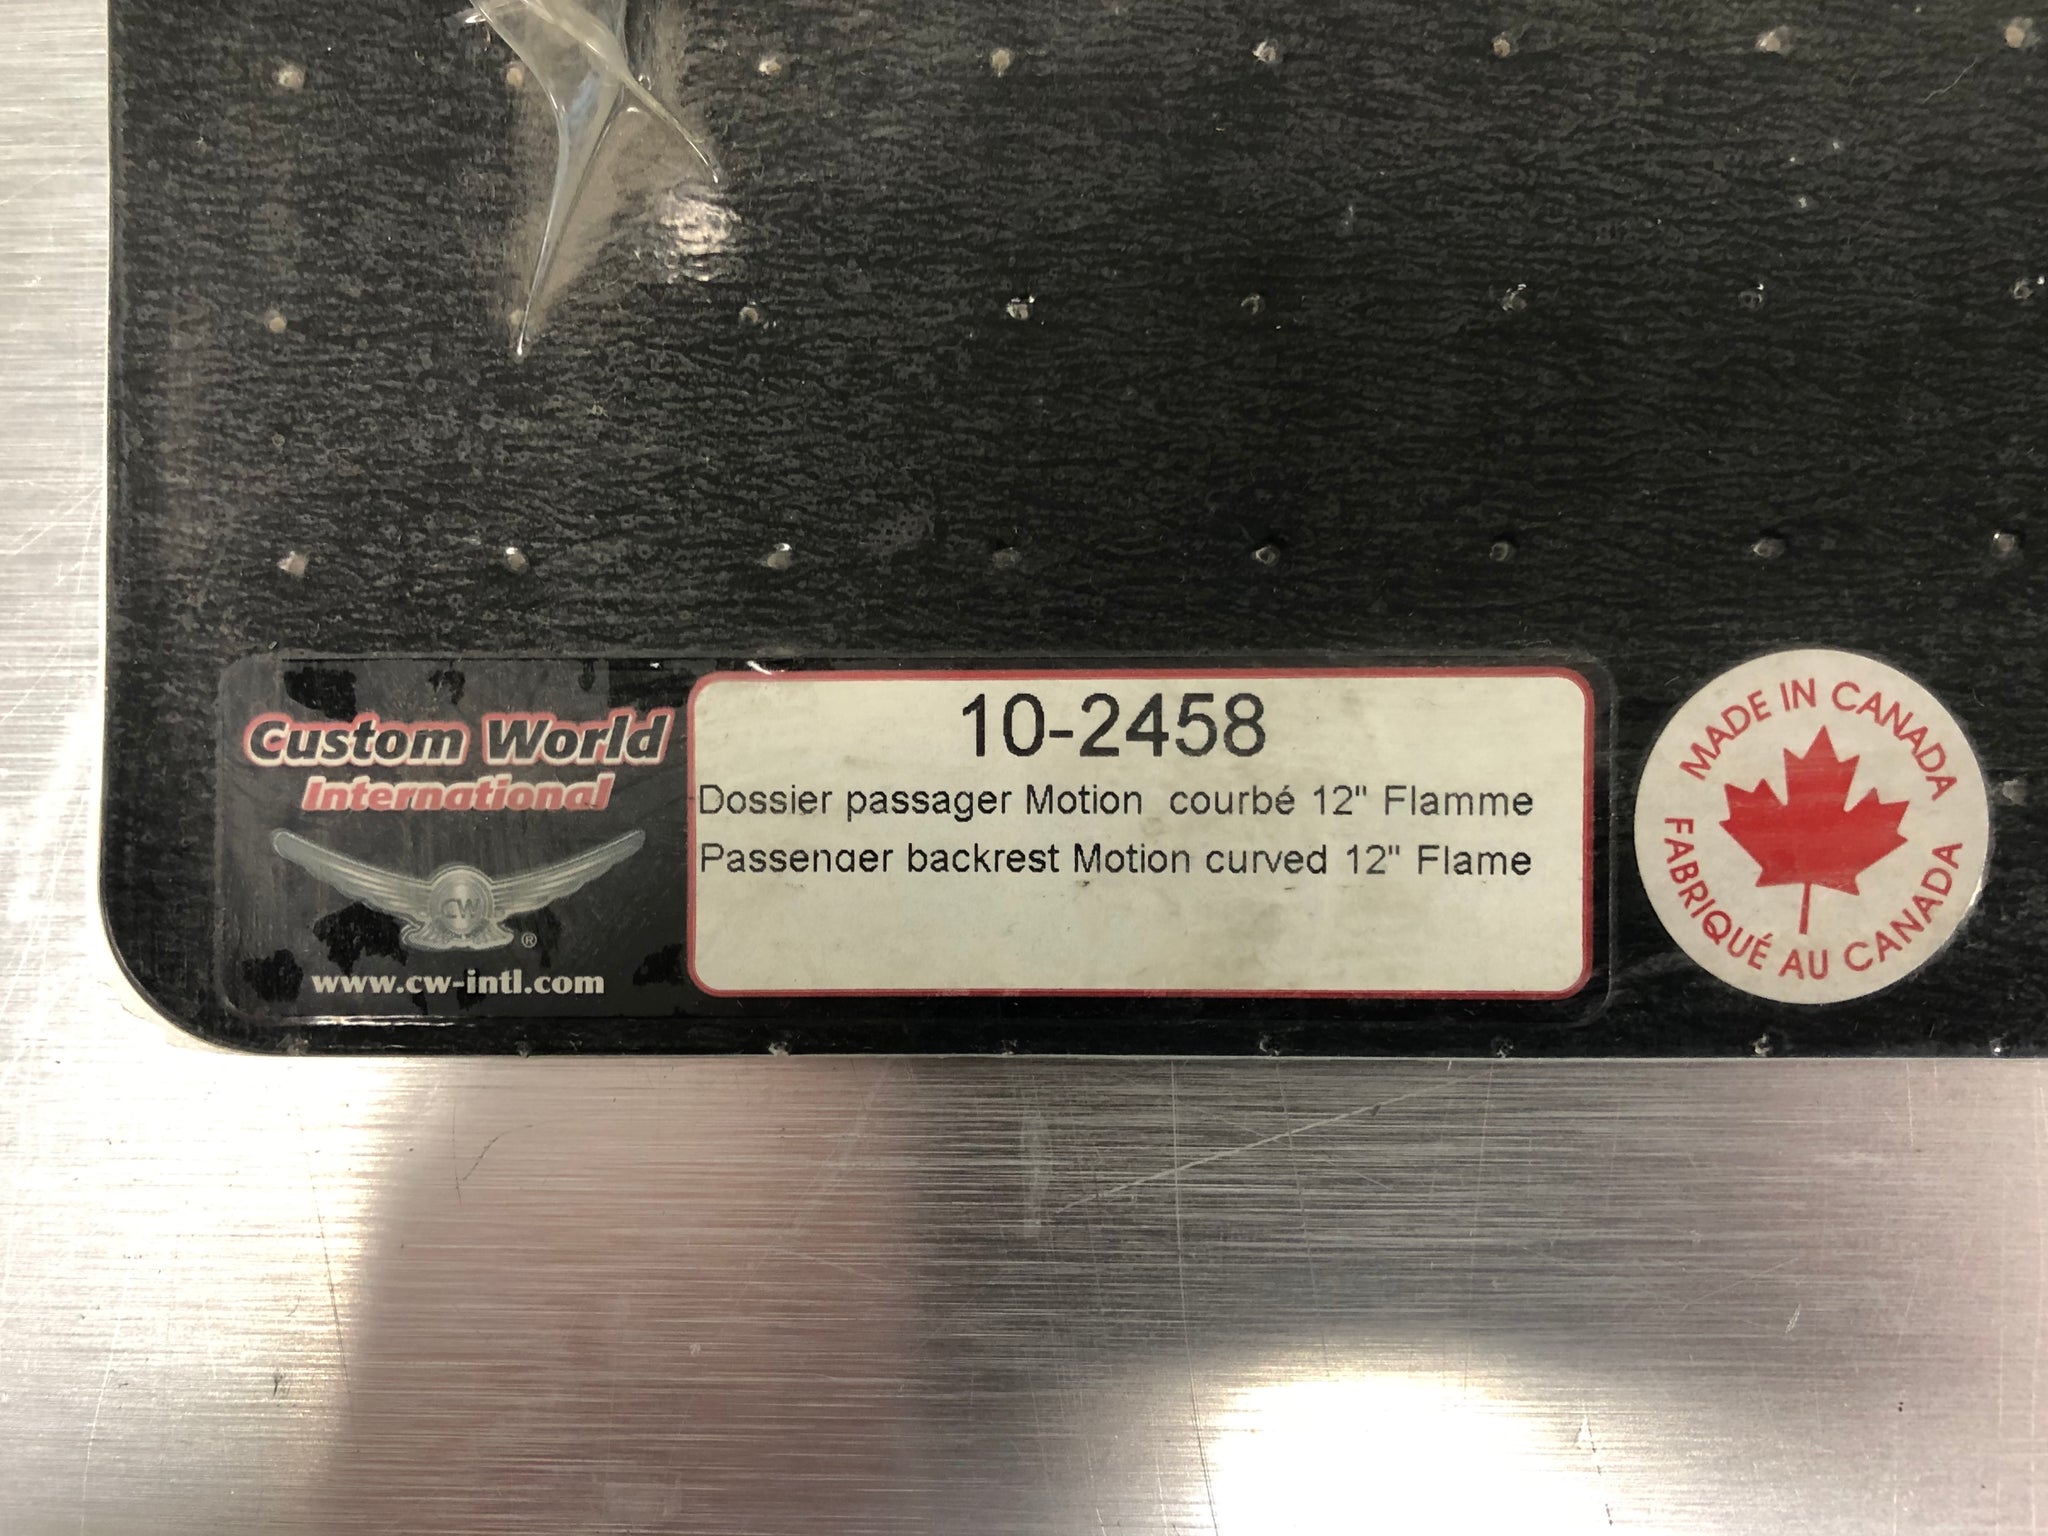 Custom World
International
CW
®
www.cw-intl.com
10-2458
Dossier passager Motion courbé 12" Flamme
Passenger backrest Motion curved 12" Flame
MADE IN CANADA
FABRIQUÉ AU CANADA